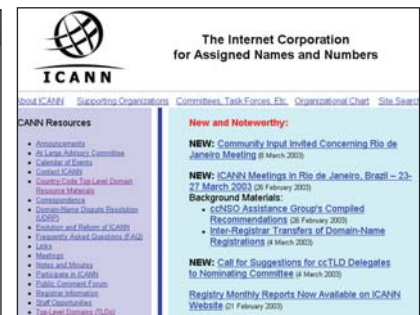 ICANN
The Internet Corporation
for Assigned Names and Numbers
About ICANN Supporting Organizations Committees, Task Forces, Etc. Organizational Chart Site Search
ICANN Resources
Announcements
At Large Advisory Committee
Calendar of Events
Contact ICANN
Country-Code Top-Level Domain
Resource Materials
Correspondence
Domain-Name Dispute Resolution
(UDRP)
Evolution and Reform of ICANN
Frequently Asked Questions (FAQ)
Links
Meetings
Notes and Minutes
Participate in ICANN
Public Comment Forum
Registrar Information
Staff Opportunities
Top-Level Domains (TLDs)
New and Noteworthy:
NEW: Community Input Invited Concerning Rio de
Janeiro Meeting (8 March 2003)
NEW: ICANN Meetings in Rio de Janeiro, Brazil – 23-
27 March 2003 (26 February 2003)
Background Materials:
ccNSO Assistance Group's Compiled
Recommendations (26 February 2003)
Inter-Registrar Transfers of Domain-Name
Registrations (4 March 2003)
NEW: Call for Suggestions for ccTLD Delegates
to Nominating Committee (4 March 2003)
Registry Monthly Reports Now Available on ICANN
Website (21 February 2003)